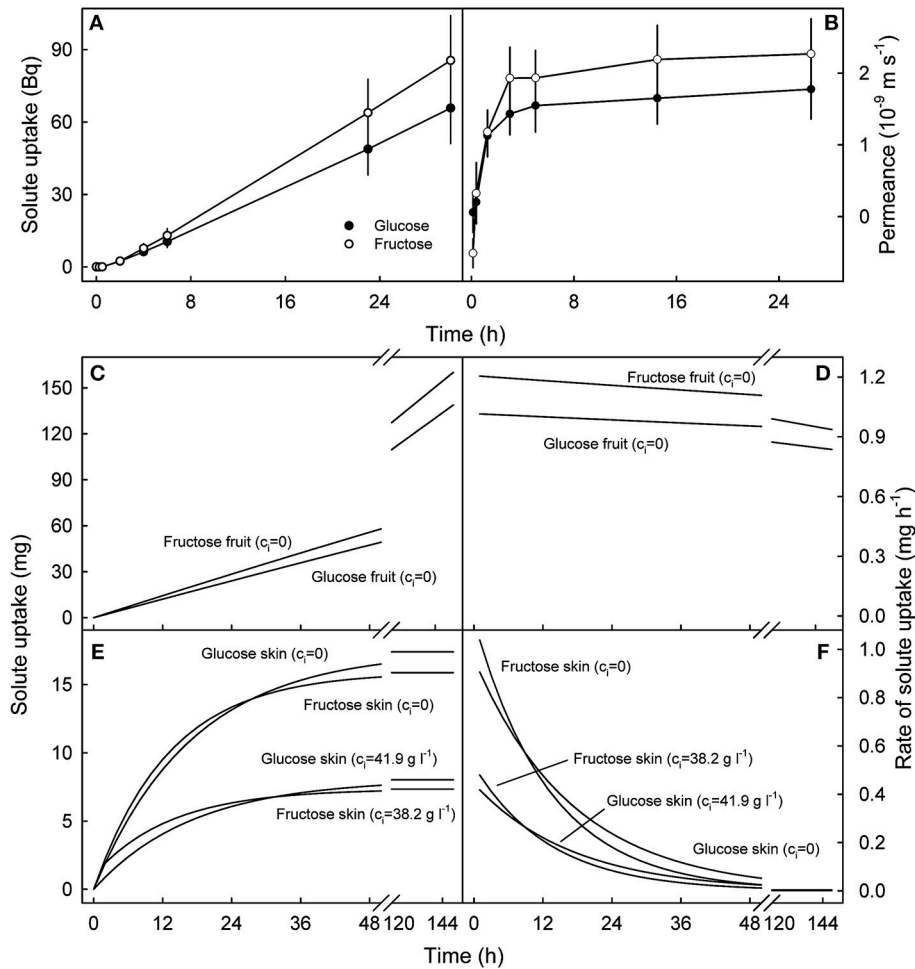 A
B
Solute uptake (Bq)
90
60
30
0
Glucose
Fructose
0 8 16 24
0 8 16 24
2
1
0
Permeance (10⁻⁹ m s⁻¹)
Time (h)
C
D
150
120
90
60
30
0
Fructose fruit (cᵢ=0)
Glucose fruit (cᵢ=0)
Fructose fruit (cᵢ=0)
Glucose fruit (cᵢ=0)
1.2
0.9
0.6
0.3
0.0
Solute uptake (mg)
Rate of solute uptake (mg h⁻¹)
E
F
15
10
5
0
Glucose skin (cᵢ=0)
Fructose skin (cᵢ=0)
Glucose skin (cᵢ=41.9 g l⁻¹)
Fructose skin (cᵢ=38.2 g l⁻¹)
Fructose skin (cᵢ=0)
Fructose skin (cᵢ=38.2 g l⁻¹)
Glucose skin (cᵢ=41.9 g l⁻¹)
Glucose skin (cᵢ=0)
1.0
0.8
0.6
0.4
0.2
0.0
0 12 24 36 48 120 144
0 12 24 36 48 120 144
Time (h)